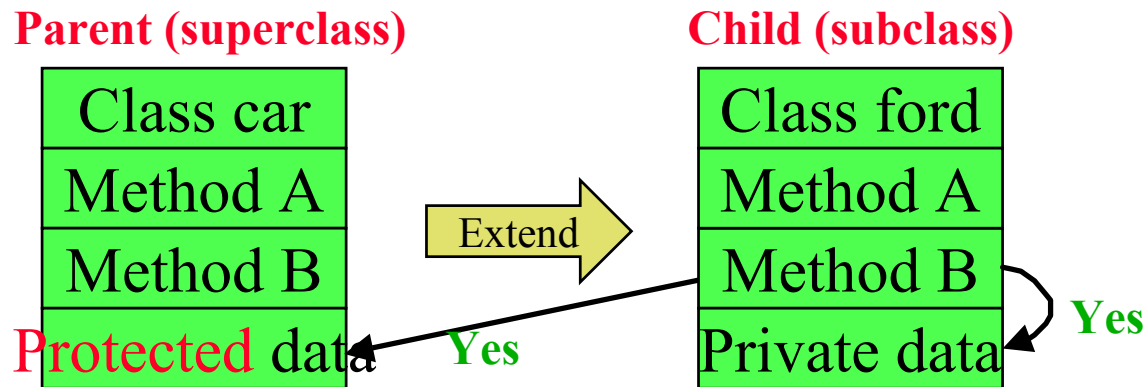 Parent (superclass)
Class car
Method A
Method B
Protected data
Extend
Child (subclass)
Class ford
Method A
Method B
Private data
Yes
Yes